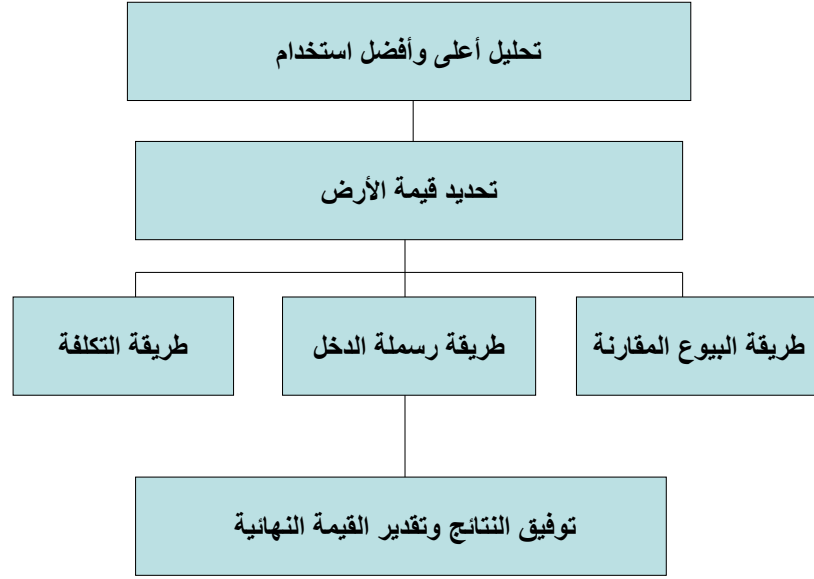 تحليل أعلى وأفضل استخدام
تحديد قيمة الأرض
طريقة البيوع المقارنة
طريقة رسملة الدخل
طريقة التكلفة
توفيق النتائج وتقدير القيمة النهائية